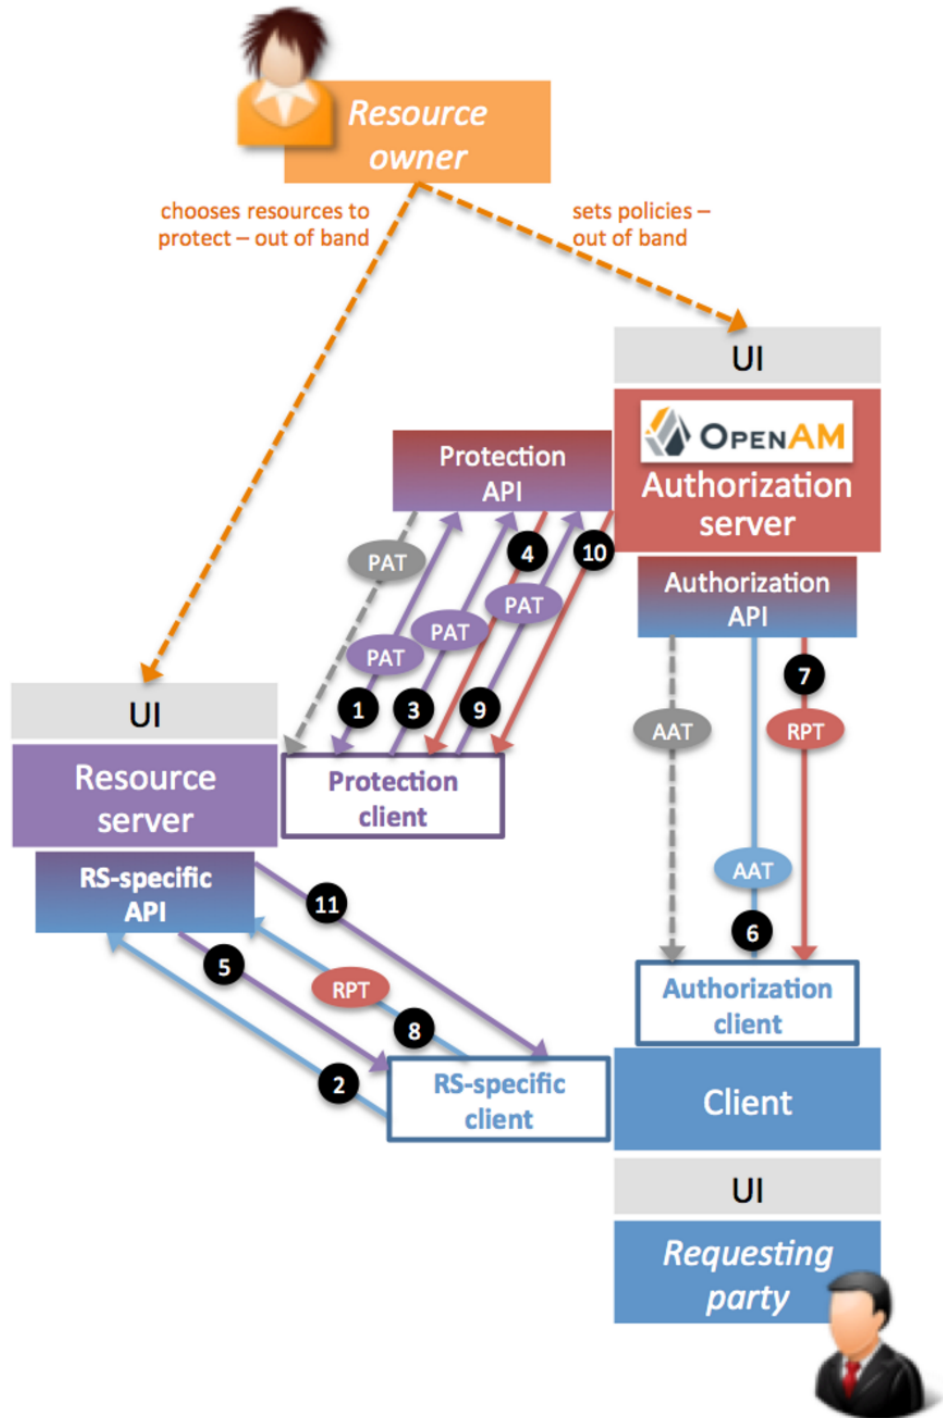 Resource
owner
chooses resources to
protect – out of band
sets policies –
out of band
UI
OPENAM
Authorization
server
Protection
API
Authorization
API
PAT
4
10
PAT
PAT
PAT
1
3
9
7
AAT
RPT
UI
Resource
server
Protection
client
RS-specific
API
11
AAT
6
5
RPT
8
2
Authorization
client
RS-specific
client
Client
UI
Requesting
party